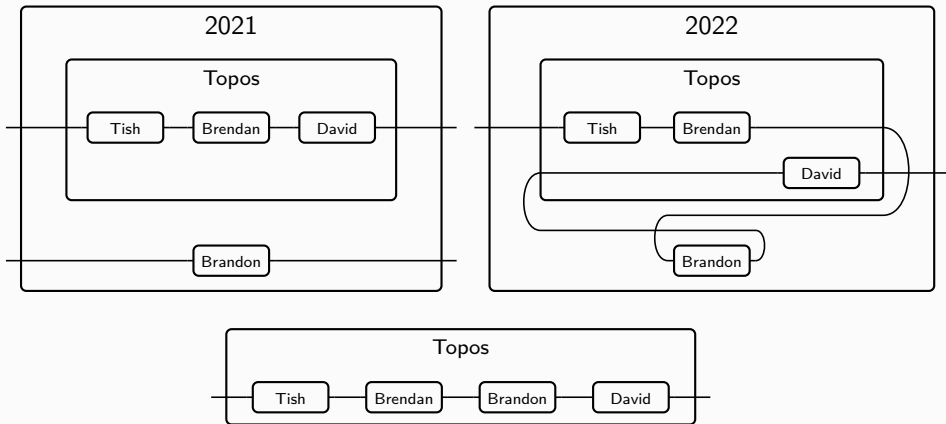 2021
Topos
Tish Brendan David
Brandon
2022
Topos
Tish Brendan
David
Brandon
Topos
Tish Brendan Brandon David